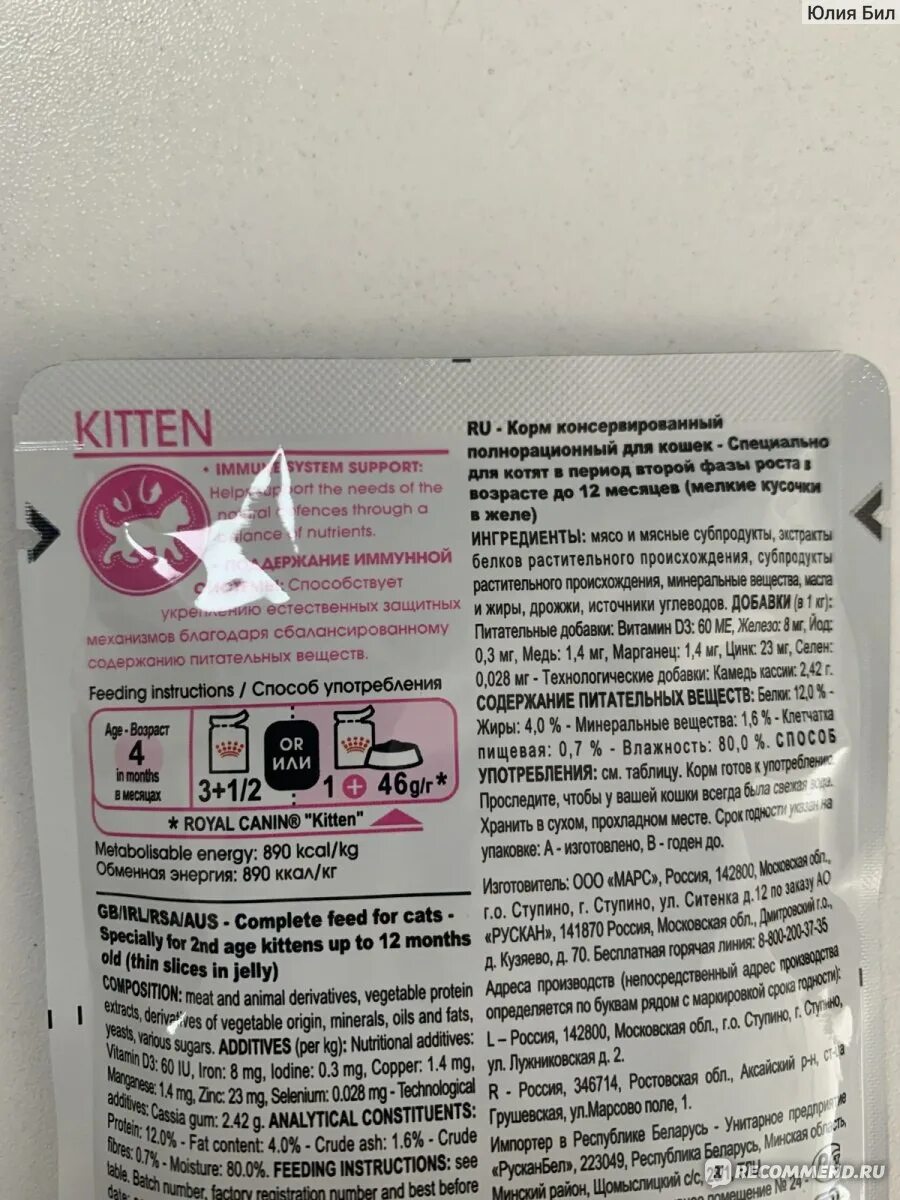 Юлия Бил
KITTEN
• IMMUNE SYSTEM SUPPORT:
Helps support the needs of the
natural defences through a
balance of nutrients.
• ПОДДЕРЖАНИЕ ИММУННОЙ
СИСТЕМЫ: Способствует
укреплению естественных защитных
механизмов благодаря сбалансированному
содержанию питательных веществ.
Feeding instructions / Способ употребления
Age - Возраст
4
in months
в месяцах
3+1/2
OR
ИЛИ
1 + 46g/г*
* ROYAL CANIN® "Kitten"
Metabolisable energy: 890 kcal/kg
Обменная энергия: 890 ккал/кг
GB/IRL/RSA/AUS - Complete feed for cats -
Specially for 2nd age kittens up to 12 months
old (thin slices in jelly)
COMPOSITION: meat and animal derivatives, vegetable protein
extracts, derivatives of vegetable origin, minerals, oils and fats,
yeasts, various sugars. ADDITIVES (per kg): Nutritional additives:
Vitamin D3: 60 IU, Iron: 8 mg, Iodine: 0.3 mg, Copper: 1.4 mg,
Manganese: 1.4 mg, Zinc: 23 mg, Selenium: 0.028 mg - Technological
additives: Cassia gum: 2.42 g. ANALYTICAL CONSTITUENTS:
Protein: 12.0% - Fat content: 4.0% - Crude ash: 1.6% - Crude
fibres: 0.7% - Moisture: 80.0%. FEEDING INSTRUCTIONS: see
table. Batch number, factory registration number and best before
date:
RU - Корм консервированный
полнорационный для кошек - Специально
для котят в период второй фазы роста в
возрасте до 12 месяцев (мелкие кусочки
в желе)
ИНГРЕДИЕНТЫ: мясо и мясные субпродукты, экстракты
белков растительного происхождения, субпродукты
растительного происхождения, минеральные вещества, масла
и жиры, дрожжи, источники углеводов. ДОБАВКИ (в 1 кг):
Питательные добавки: Витамин D3: 60 МЕ, Железо: 8 мг, Йод:
0,3 мг, Медь: 1,4 мг, Марганец: 1,4 мг, Цинк: 23 мг, Селен:
0,028 мг - Технологические добавки: Камедь кассии: 2,42 г.
СОДЕРЖАНИЕ ПИТАТЕЛЬНЫХ ВЕЩЕСТВ: Белки: 12,0 % -
Жиры: 4,0 % - Минеральные вещества: 1,6 % - Клетчатка
пищевая: 0,7 % - Влажность: 80,0 %. СПОСОБ
УПОТРЕБЛЕНИЯ: см. таблицу. Корм готов к употреблению.
Проследите, чтобы у вашей кошки всегда была свежая вода.
Хранить в сухом, прохладном месте. Срок годности указан на
упаковке: А - изготовлено, В - годен до.
Изготовитель: ООО «МАРС», Россия, 142800, Московская обл.,
г.о. Ступино, г. Ступино, ул. Ситенка д.12 по заказу АО
«РУСКАН», 141870 Россия, Московская обл., Дмитровский г.о.,
д. Кузяево, д. 70. Бесплатная горячая линия: 8-800-200-37-35
Адреса производств (непосредственный адрес производства
определяется по буквам рядом с маркировкой срока годности):
L – Россия, 142800, Московская обл., г.о. Ступино, г. Ступино,
ул. Лужниковская д. 2.
R - Россия, 346714, Ростовская обл., Аксайский р-н, ст-ца
Грушевская, ул.Марсово поле, 1.
Импортер в Республике Беларусь - Унитарное предприятие
«РусканБел», 223049, Республика Беларусь, Минская область,
Минский район, Щомыслицкий с/с,
помещение № 24
IRECOMMEND.RU